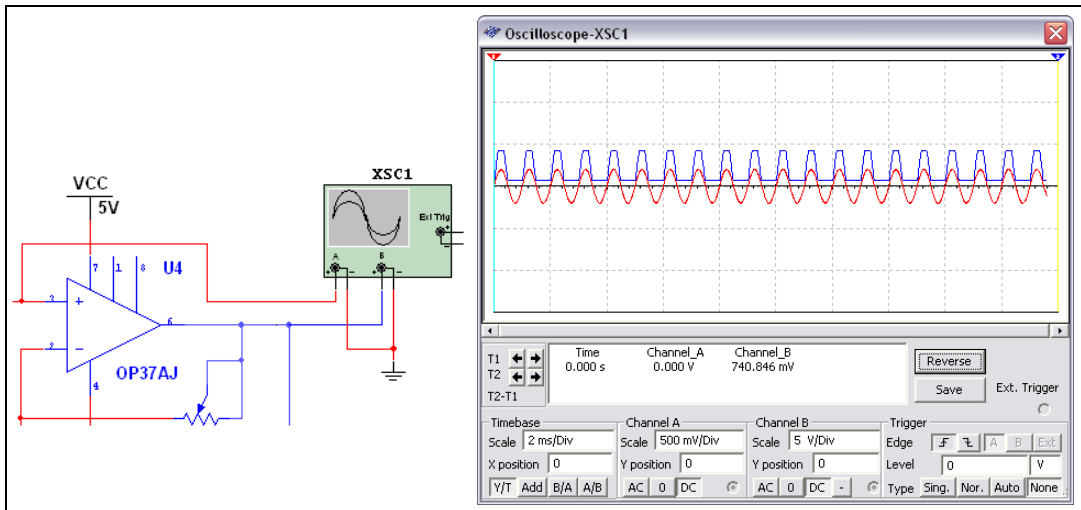 VCC
5V
7
1
8
U4
3
+
6
2
−
4
OP37AJ
XSC1
Ext Trig
+
−
A
B
+
−
+
−
Oscilloscope-XSC1
1
2
T1
T2
T2-T1
Time Channel_A Channel_B
0.000 s 0.000 V 740.846 mV
Reverse
Save
Ext. Trigger
Timebase
Scale 2 ms/Div
X position 0
Y/T Add B/A A/B
Channel A
Scale 500 mV/Div
Y position 0
AC 0 DC
Channel B
Scale 5 V/Div
Y position 0
AC 0 DC -
Trigger
Edge A B Ext
Level 0 V
Type Sing. Nor. Auto None